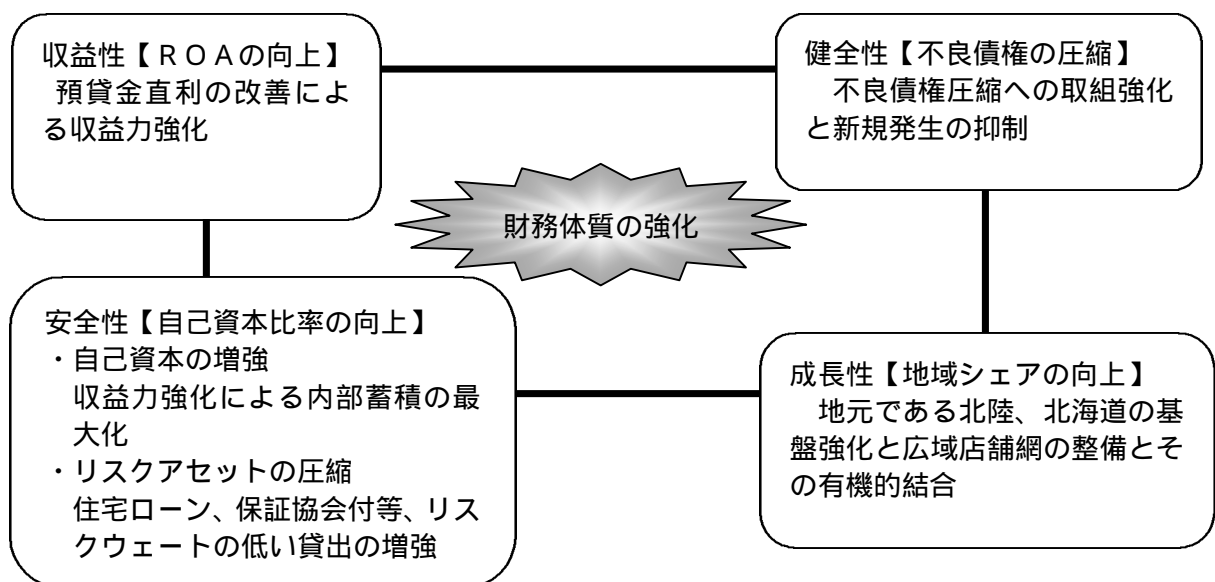 収益性【ＲＯＡの向上】
預貸金直利の改善によ
る収益力強化
健全性【不良債権の圧縮】
不良債権圧縮への取組強化
と新規発生の抑制
財務体質の強化
安全性【自己資本比率の向上】
・自己資本の増強
収益力強化による内部蓄積の最
大化
・リスクアセットの圧縮
住宅ローン、保証協会付等、リス
クウェートの低い貸出の増強
成長性【地域シェアの向上】
地元である北陸、北海道の基
盤強化と広域店舗網の整備とそ
の有機的結合